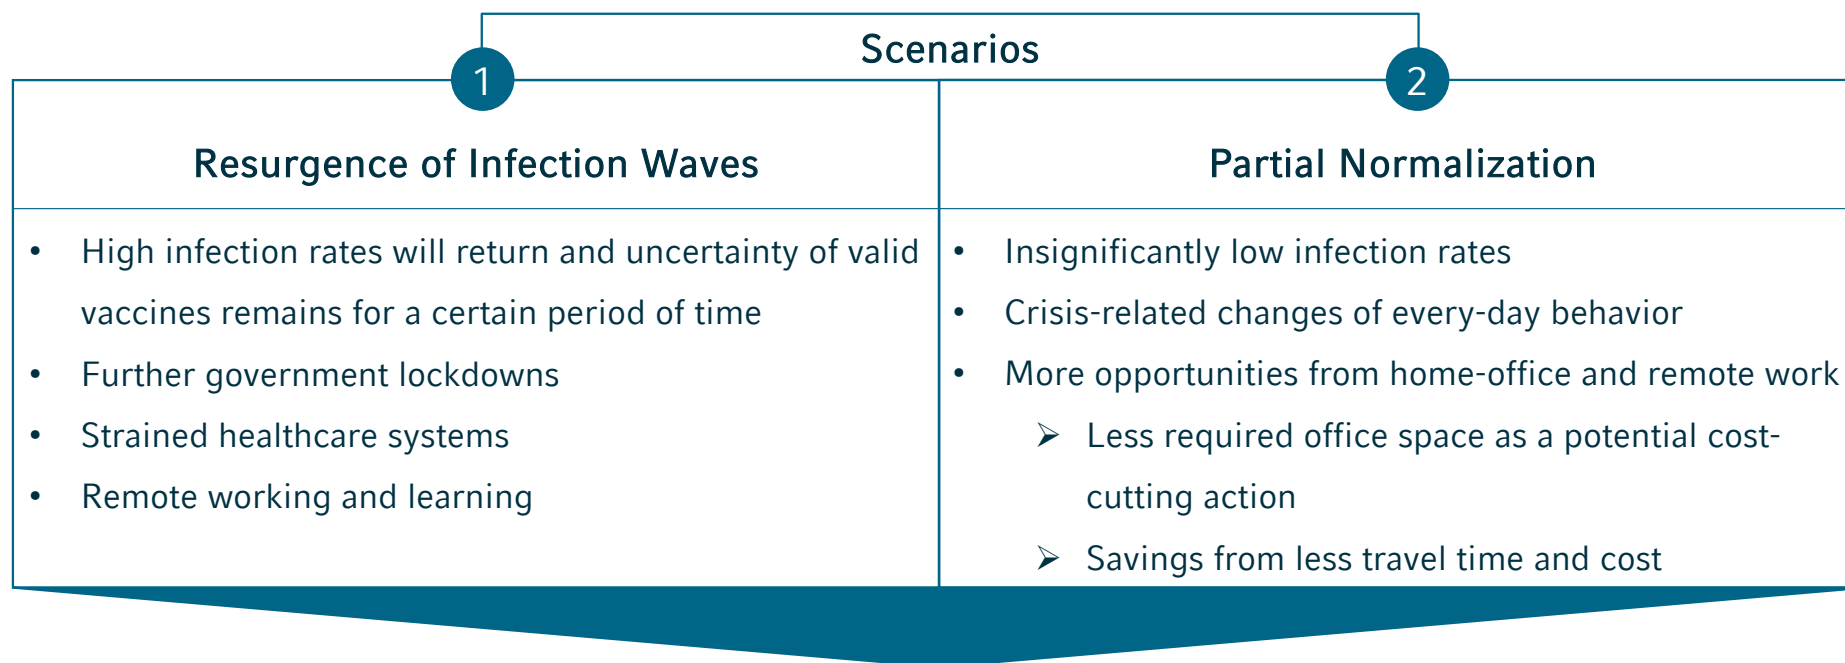 Scenarios
1
2
Resurgence of Infection Waves
Partial Normalization
• High infection rates will return and uncertainty of valid
vaccines remains for a certain period of time
• Further government lockdowns
• Strained healthcare systems
• Remote working and learning
• Insignificantly low infection rates
• Crisis-related changes of every-day behavior
• More opportunities from home-office and remote work
➢ Less required office space as a potential cost-
cutting action
➢ Savings from less travel time and cost